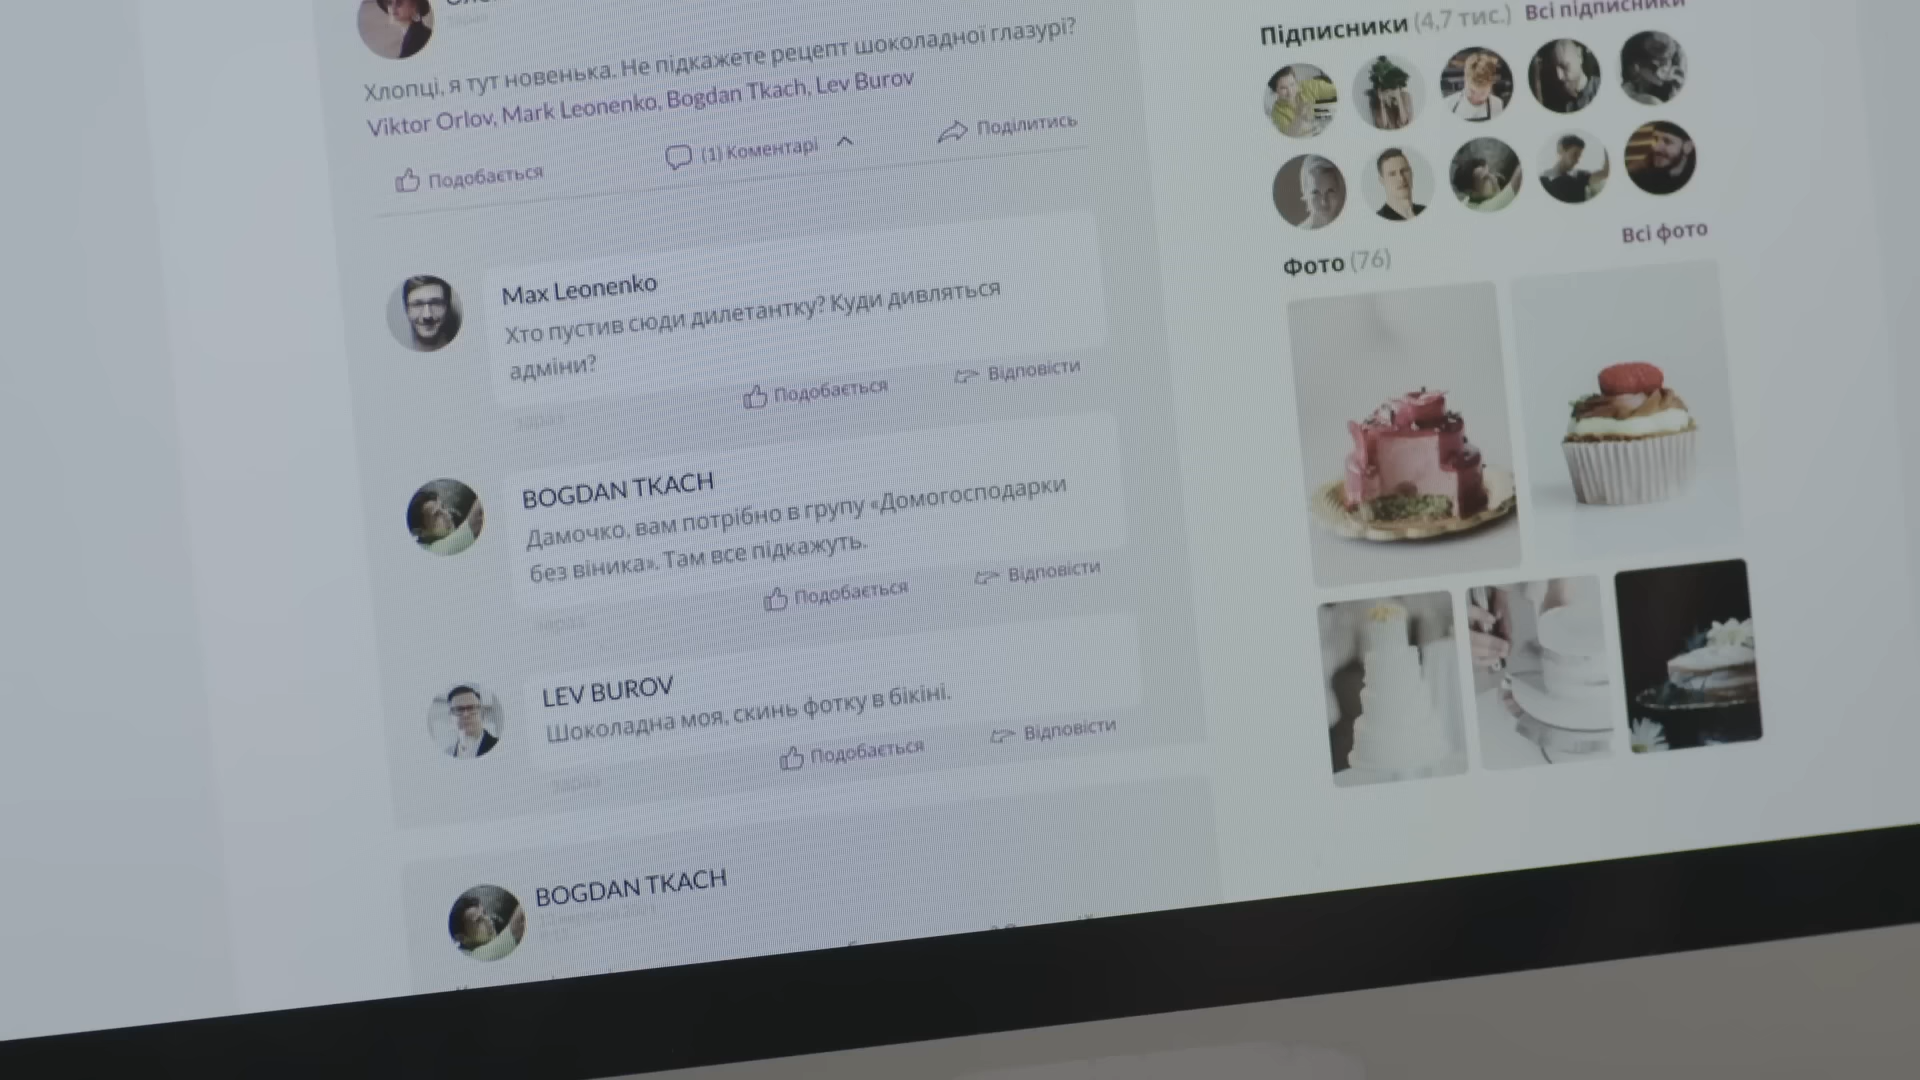 Хлопці, я тут новенька. Не підкажете рецепт шоколадної глазурі?
Viktor Orlov, Mark Leonenko, Bogdan Tkach, Lev Burov
Подобається
(1) Коментарі
Поділитись
Max Leonenko
Хто пустив сюди дилетантку? Куди дивляться
адміни?
зараз
Подобається
Відповісти
BOGDAN TKACH
Дамочко, вам потрібно в групу «Домогосподарки
без віника». Там все підкажуть.
зараз
Подобається
Відповісти
LEV BUROV
Шоколадна моя, скинь фотку в бікіні.
зараз
Подобається
Відповісти
BOGDAN TKACH
Підписники (4,7 тис.)
Всі підписники
Фото (76)
Всі фото